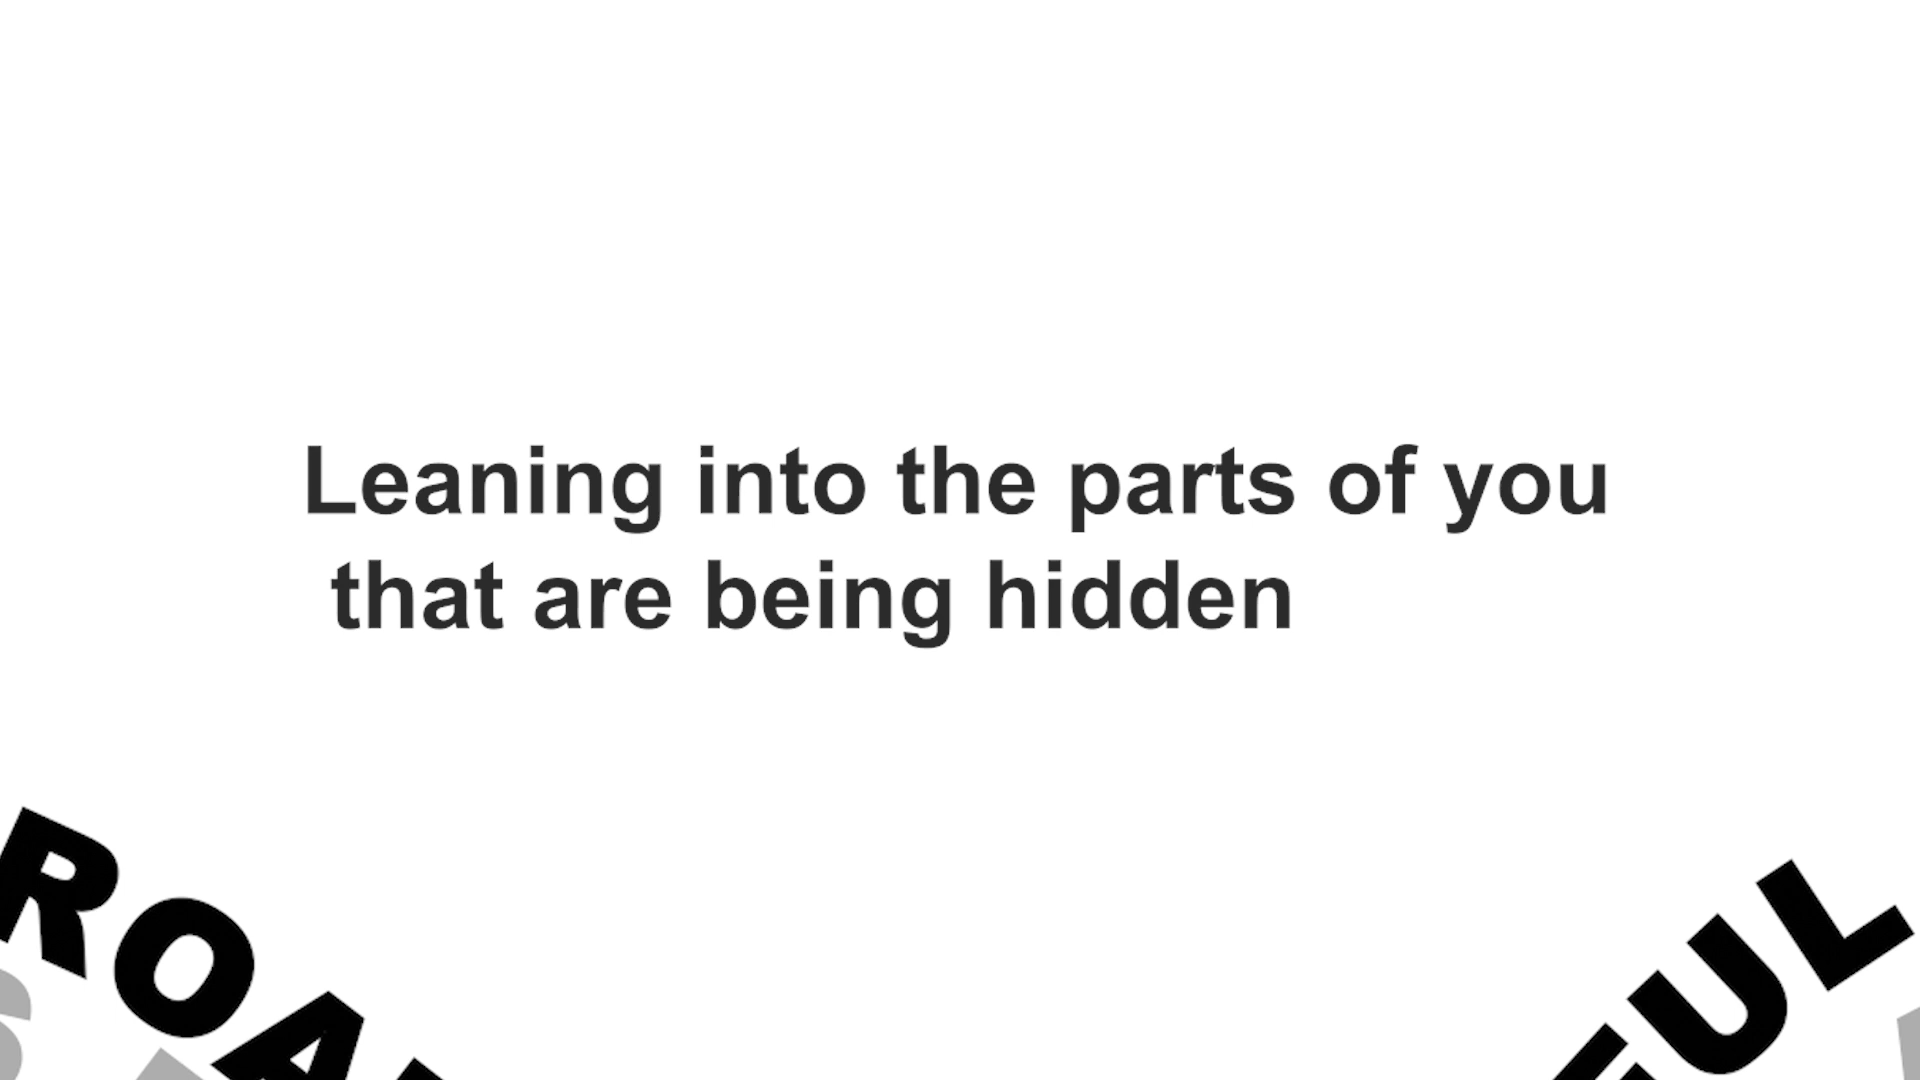 Leaning into the parts of you
that are being hidden
ROA
FUL